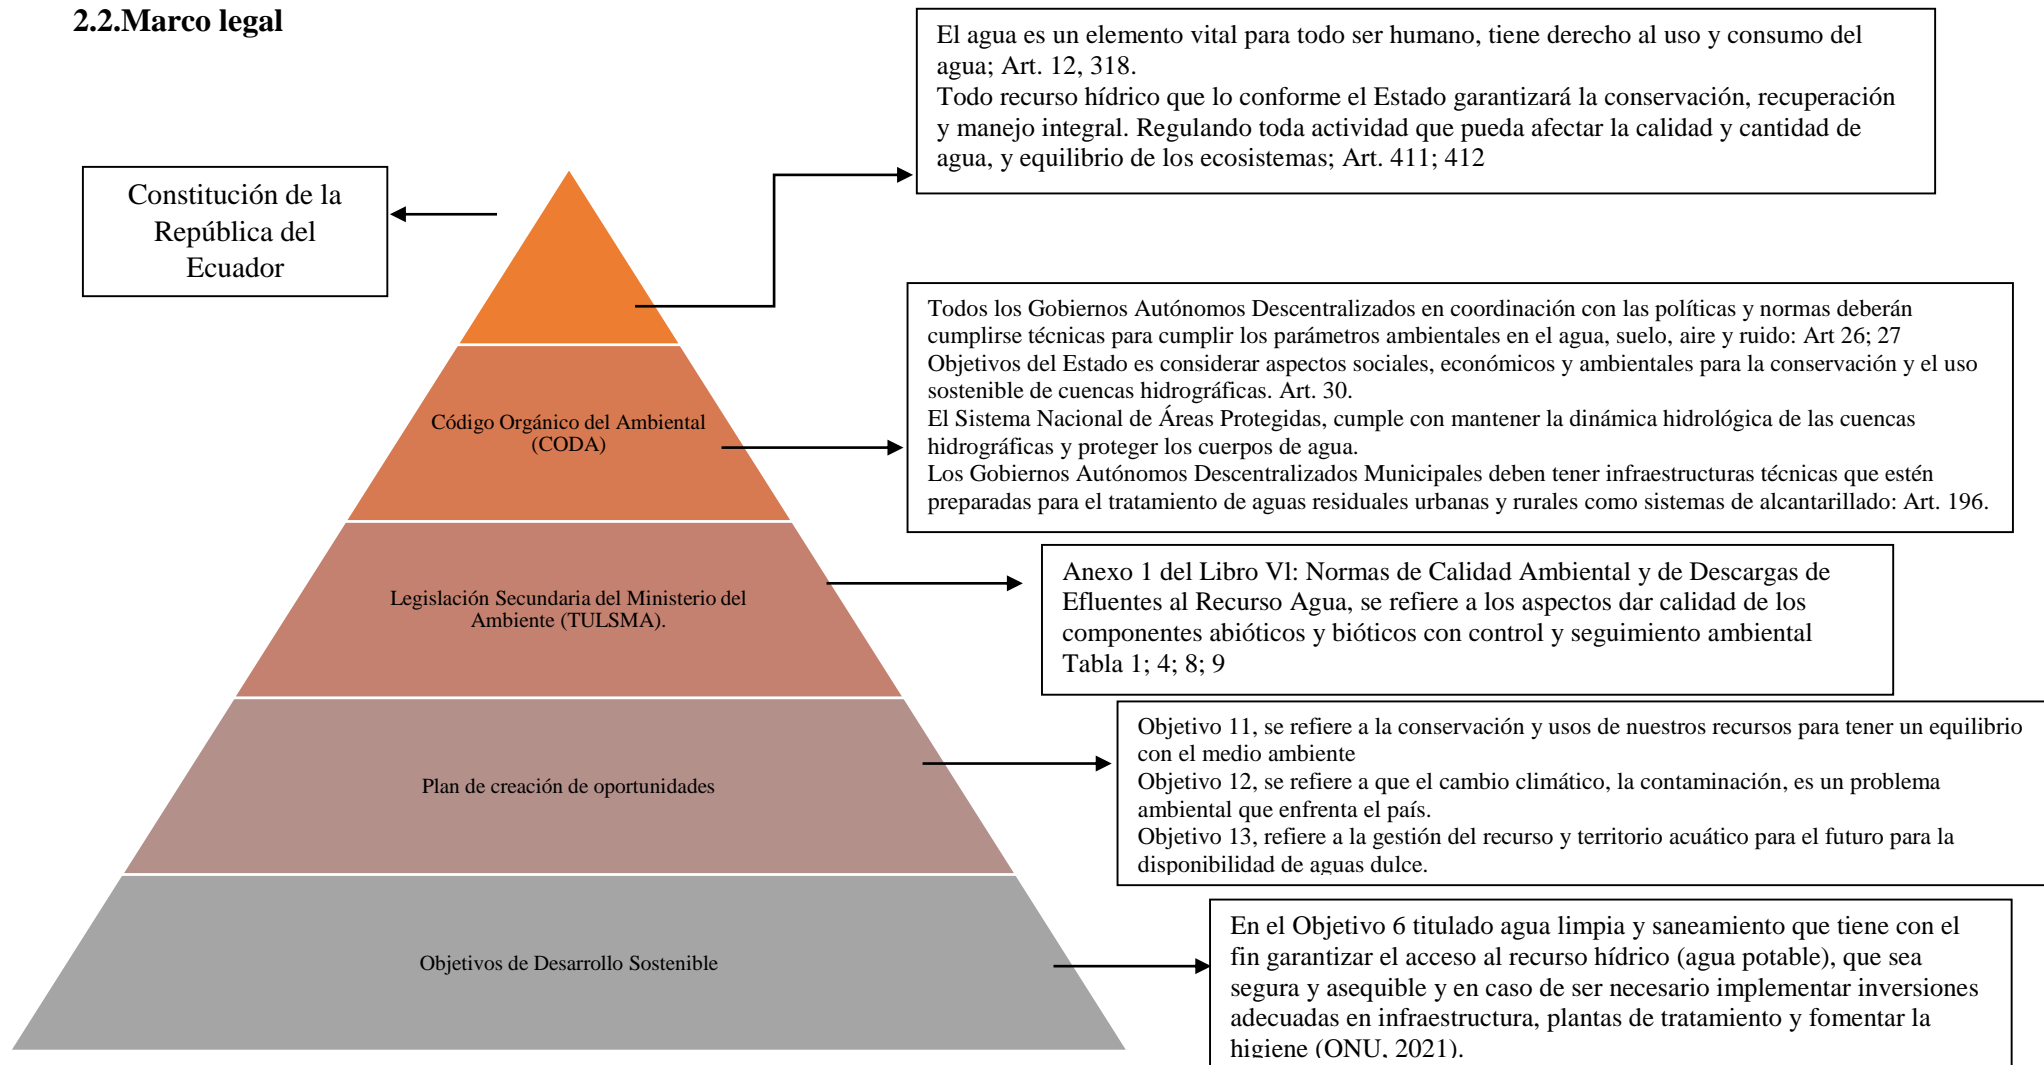 2.2.Marco legal
El agua es un elemento vital para todo ser humano, tiene derecho al uso y consumo del
agua; Art. 12, 318.
Todo recurso hídrico que lo conforme el Estado garantizará la conservación, recuperación
y manejo integral. Regulando toda actividad que pueda afectar la calidad y cantidad de
agua, y equilibrio de los ecosistemas; Art. 411; 412
Constitución de la
República del
Ecuador
Todos los Gobiernos Autónomos Descentralizados en coordinación con las políticas y normas deberán
cumplirse técnicas para cumplir los parámetros ambientales en el agua, suelo, aire y ruido: Art 26; 27
Objetivos del Estado es considerar aspectos sociales, económicos y ambientales para la conservación y el uso
sostenible de cuencas hidrográficas. Art. 30.
El Sistema Nacional de Áreas Protegidas, cumple con mantener la dinámica hidrológica de las cuencas
hidrográficas y proteger los cuerpos de agua.
Los Gobiernos Autónomos Descentralizados Municipales deben tener infraestructuras técnicas que estén
preparadas para el tratamiento de aguas residuales urbanas y rurales como sistemas de alcantarillado: Art. 196.
Código Orgánico del Ambiental
(CODA)
Anexo 1 del Libro Vl: Normas de Calidad Ambiental y de Descargas de
Efluentes al Recurso Agua, se refiere a los aspectos dar calidad de los
componentes abióticos y bióticos con control y seguimiento ambiental
Tabla 1; 4; 8; 9
Legislación Secundaria del Ministerio del
Ambiente (TULSMA).
Objetivo 11, se refiere a la conservación y usos de nuestros recursos para tener un equilibrio
con el medio ambiente
Objetivo 12, se refiere a que el cambio climático, la contaminación, es un problema
ambiental que enfrenta el país.
Objetivo 13, refiere a la gestión del recurso y territorio acuático para el futuro para la
disponibilidad de aguas dulce.
Plan de creación de oportunidades
En el Objetivo 6 titulado agua limpia y saneamiento que tiene con el
fin garantizar el acceso al recurso hídrico (agua potable), que sea
segura y asequible y en caso de ser necesario implementar inversiones
adecuadas en infraestructura, plantas de tratamiento y fomentar la
higiene (ONU, 2021).
Objetivos de Desarrollo Sostenible